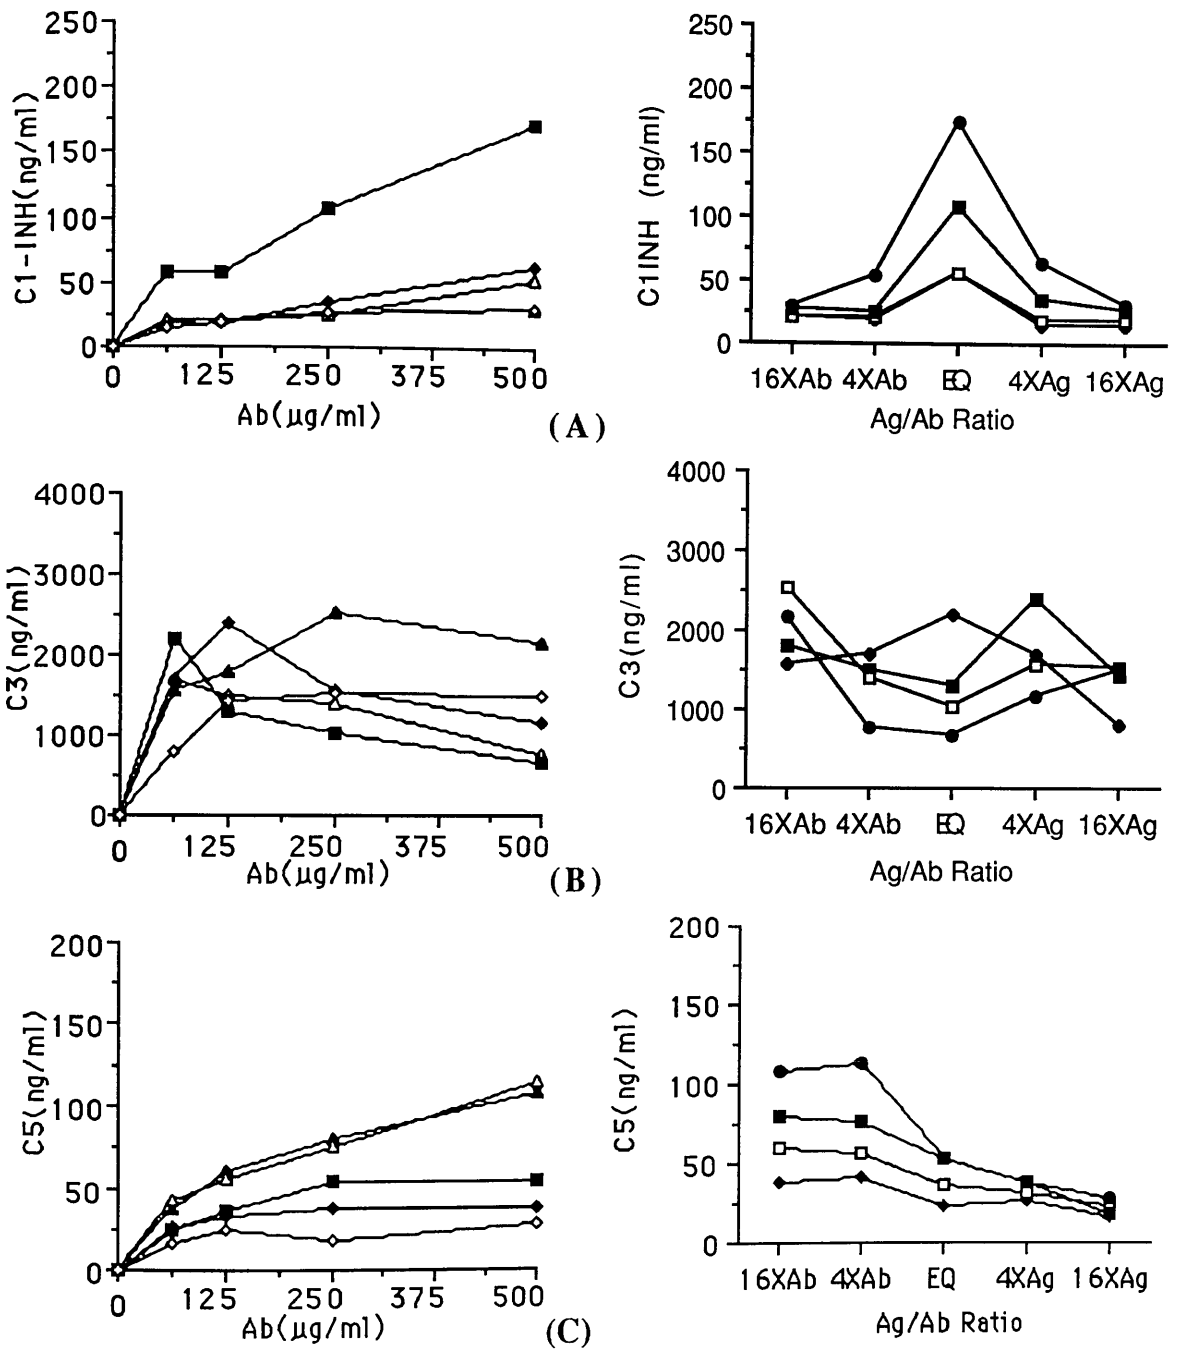 250
200
150
100
50
0
C1-INH(ng/ml)
0 125 250 375 500
Ab(μg/ml)
250
200
150
100
50
0
C1INH (ng/ml)
16XAb 4XAb EQ 4XAg 16XAg
Ag/Ab Ratio
(A)
4000
3000
2000
1000
0
C3(ng/ml)
0 125 250 375 500
Ab(μg/ml)
4000
3000
2000
1000
0
C3(ng/ml)
16XAb 4XAb EQ 4XAg 16XAg
Ag/Ab Ratio
(B)
200
150
100
50
0
C5(ng/ml)
0 125 250 375 500
Ab(μg/ml)
200
150
100
50
0
C5(ng/ml)
16XAb 4XAb EQ 4XAg 16XAg
Ag/Ab Ratio
(C)